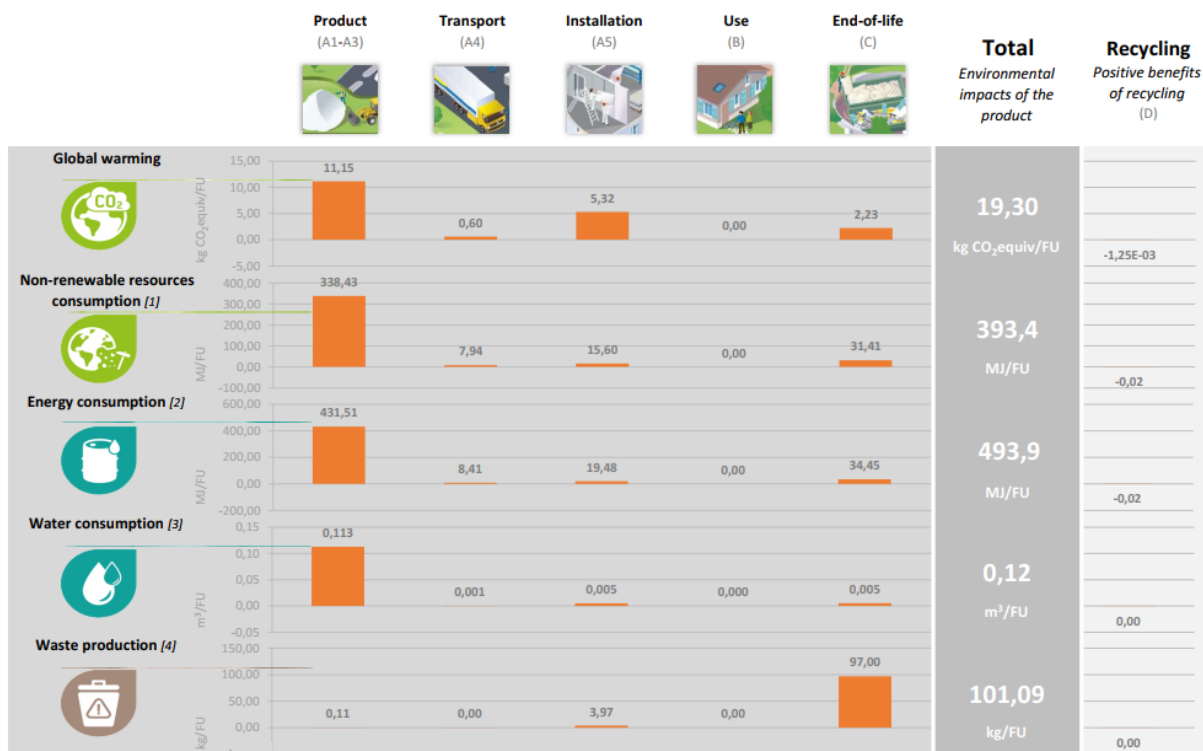 Product
(A1-A3)
Transport
(A4)
Installation
(A5)
Use
(B)
End-of-life
(C)
Total
Environmental
impacts of the
product
Recycling
Positive benefits
of recycling
(D)
Global warming
CO₂
kg CO₂equiv/FU
15,00
10,00
5,00
0,00
-5,00
11,15
0,60
5,32
0,00
2,23
19,30
kg CO₂equiv/FU
-1,25E-03
Non-renewable resources
consumption [1]
MJ/FU
400,00
300,00
200,00
100,00
0,00
-100,00
338,43
7,94
15,60
0,00
31,41
393,4
MJ/FU
-0,02
Energy consumption [2]
MJ/FU
600,00
400,00
200,00
0,00
-200,00
431,51
8,41
19,48
0,00
34,45
493,9
MJ/FU
-0,02
Water consumption [3]
m³/FU
0,15
0,10
0,05
0,00
-0,05
0,113
0,001
0,005
0,000
0,005
0,12
m³/FU
0,00
Waste production [4]
kg/FU
150,00
100,00
50,00
0,00
0,11
0,00
3,97
0,00
97,00
101,09
kg/FU
0,00